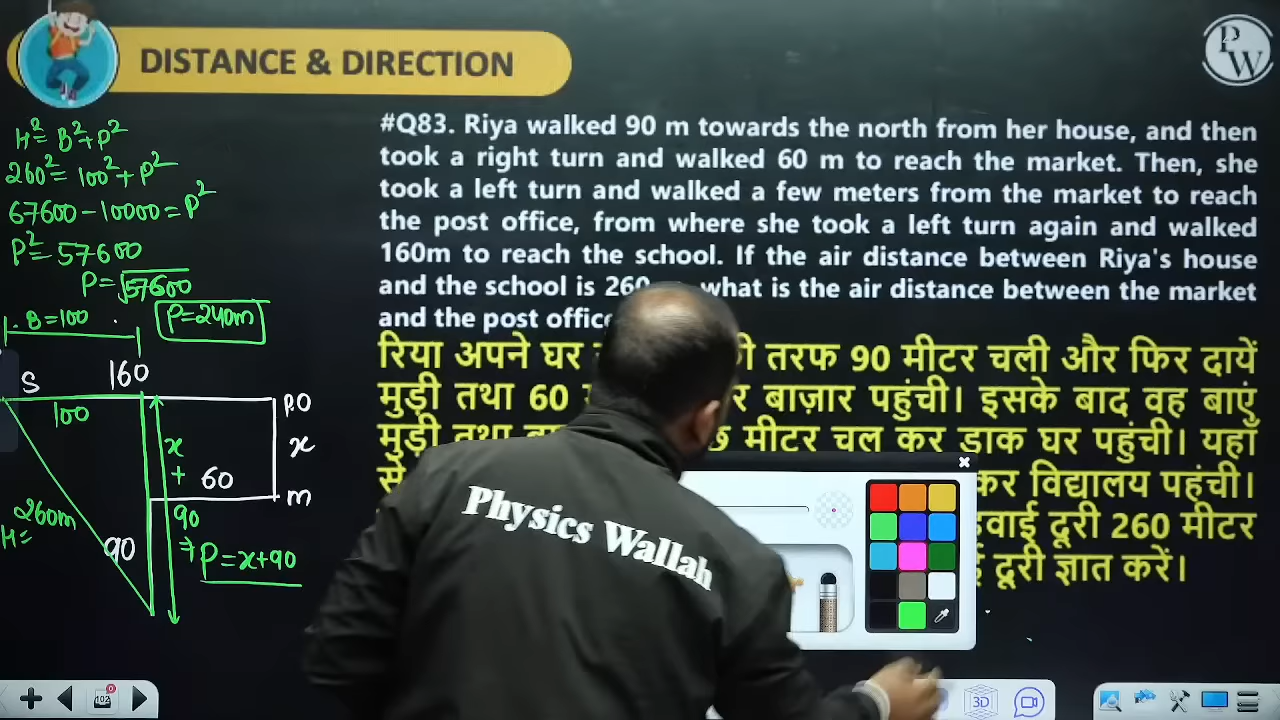 DISTANCE & DIRECTION
PW
H²= B²+P²
260²= 100²+P²
67600-10000=P²
P²=57600
P=√57600
B=100
P=240m
#Q83. Riya walked 90 m towards the north from her house, and then
took a right turn and walked 60 m to reach the market. Then, she
took a left turn and walked a few meters from the market to reach
the post office, from where she took a left turn again and walked
160m to reach the school. If the air distance between Riya's house
and the school is 260 what is the air distance between the market
and the post
रिया अपने घर तरफ 90 मीटर चली और फिर दायें
मुड़ी तथा 60 बाज़ार पहुंची। इसके बाद वह बाएं
मुड़ी तथा मीटर चल कर डाक घर पहुंची। यहाँ
से कर विद्यालय पहुंची।
हवाई दूरी 260 मीटर
दूरी ज्ञात करें।
S
160
P.O
100
x
x
+
60
m
90
260m
H=
90
⇒P=x+90
Physics Wallah
102
0
3D